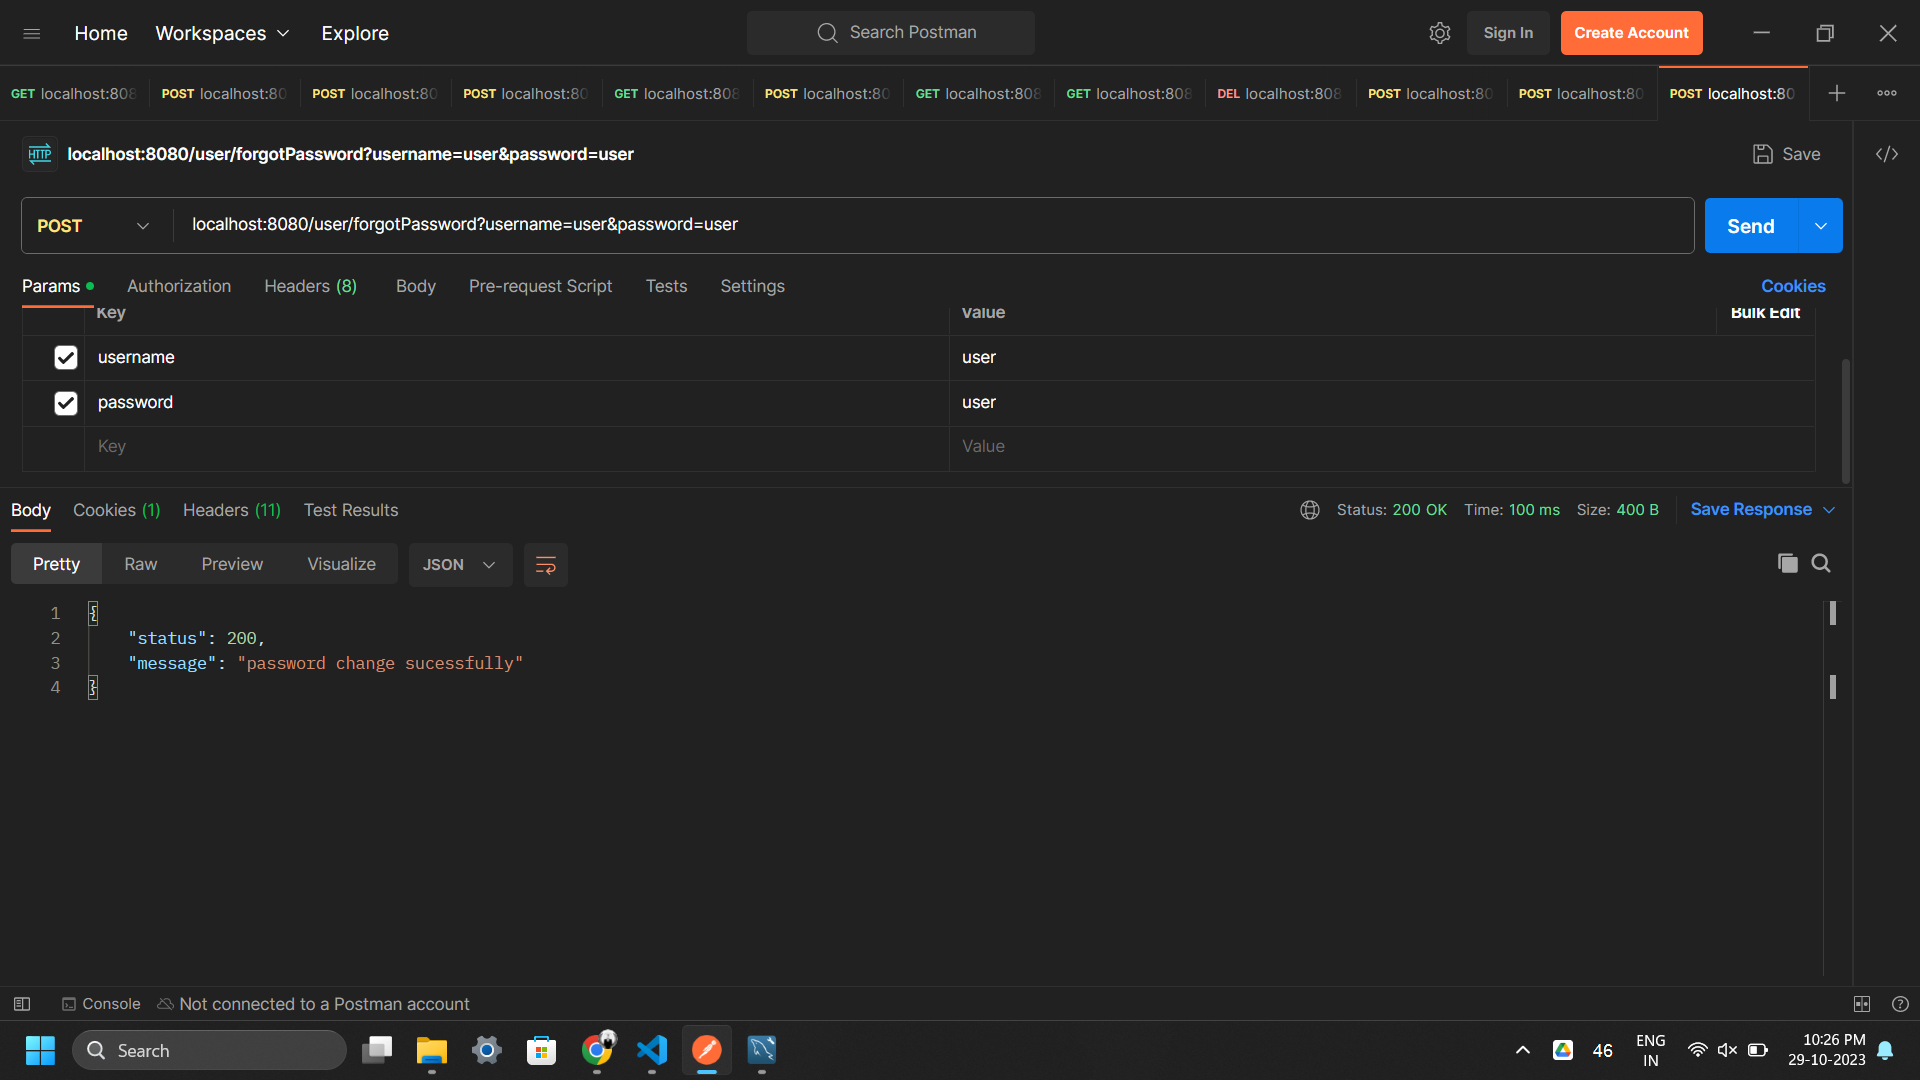 Home Workspaces Explore Search Postman Sign In Create Account
GET localhost:808 POST localhost:80 POST localhost:80 POST localhost:80 GET localhost:808 POST localhost:80 GET localhost:808 GET localhost:808 DEL localhost:808 POST localhost:80 POST localhost:80 POST localhost:80
HTTP localhost:8080/user/forgotPassword?username=user&password=user Save </>
POST localhost:8080/user/forgotPassword?username=user&password=user Send
Params Authorization Headers (8) Body Pre-request Script Tests Settings Cookies
Key Value Bulk Edit
username user
password user
Key Value
Body Cookies (1) Headers (11) Test Results Status: 200 OK Time: 100 ms Size: 400 B Save Response
Pretty Raw Preview Visualize JSON
1 {
2 "status": 200,
3 "message": "password change sucessfully"
4 }
Console Not connected to a Postman account
Search 46 ENG IN 10:26 PM
29-10-2023